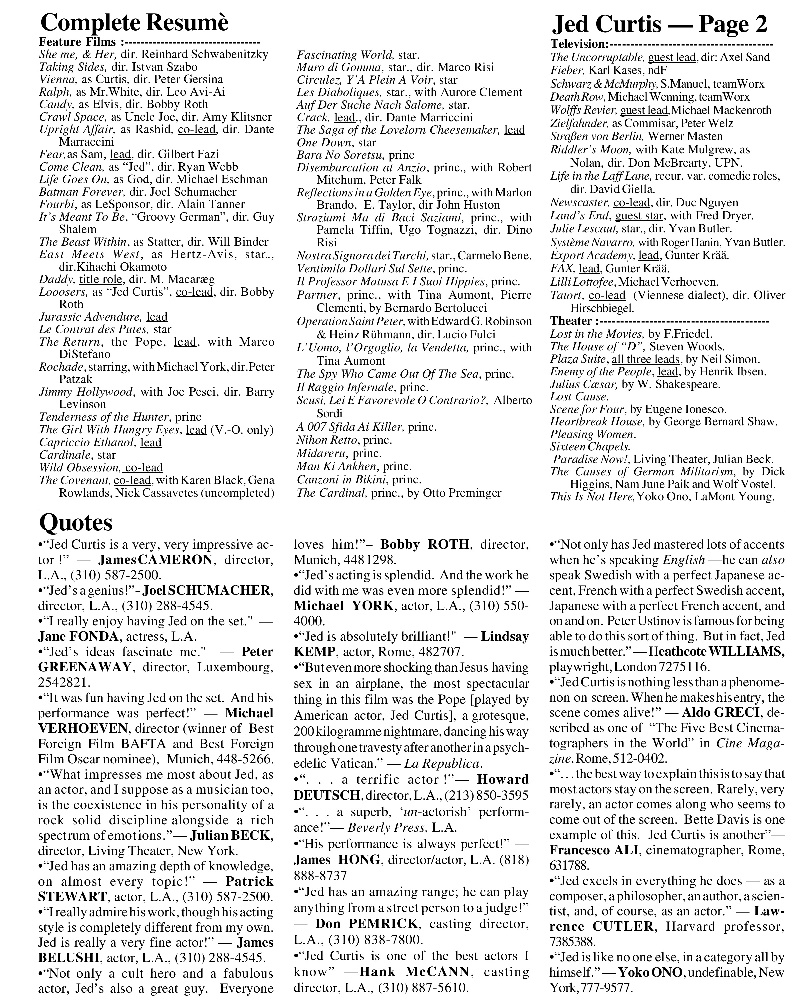 Complete Resumè
Feature Films :----------------------------------
She me, & Her, dir. Reinhard Schwabenitzky
Taking Sides, dir. Istvan Szabo
Vienna, as Curtis, dir. Peter Gersina
Ralph, as Mr.White, dir. Leo Avi-Ai
Candy, as Elvis, dir. Bobby Roth
Crawl Space, as Uncle Joe, dir. Amy Klitsner
Upright Affair, as Rashid, co-lead, dir. Dante
Marraccini
Fear,as Sam, lead, dir. Gilbert Fazi
Come Clean, as "Jed", dir. Ryan Webb
Life Goes On, as God, dir. Michael Eschman
Batman Forever, dir. Joel Schumacher
Fourbi, as LeSponsor, dir. Alain Tanner
It's Meant To Be, "Groovy German", dir. Guy
Shalem
The Beast Within, as Statter, dir. Will Binder
East Meets West, as Hertz-Avis, star.,
dir.Kihachi Okamoto
Daddy, title role, dir. M. Macaræg
Looosers, as "Jed Curtis", co-lead, dir. Bobby
Roth
Jurassic Advendure, lead
Le Contrat des Putes, star
The Return, the Pope, lead, with Marco
DiStefano
Rochade, starring, with Michael York, dir.Peter
Patzak
Jimmy Hollywood, with Joe Pesci, dir. Barry
Levinson
Tenderness of the Hunter, princ
The Girl With Hungry Eyes, lead (V.-O. only)
Capriccio Ethanol, lead
Cardinale, star
Wild Obsession, co-lead
The Covenant, co-lead, with Karen Black, Gena
Rowlands, Nick Cassavetes (uncompleted)
Fascinating World, star.
Muro di Gomma, star., dir. Marco Risi
Circulez, Y'A Plein A Voir, star
Les Diaboliques, star., with Aurore Clement
Auf Der Suche Nach Salome, star.
Crack, lead., dir. Dante Marriccini
The Saga of the Lovelorn Cheesemaker, lead
One Down, star
Bara No Soretsu, princ
Disembarcation at Anzio, princ., with Robert
Mitchum, Peter Falk
Reflections in a Golden Eye, princ., with Marlon
Brando, E. Taylor, dir John Huston
Straziami Ma di Baci Saziami, princ., with
Pamela Tiffin, Ugo Tognazzi, dir. Dino
Risi
Nostra Signora dei Turchi, star., Carmelo Bene,
Ventimila Dollari Sul Sette, princ.
Il Professor Matusa E I Suoi Hippies, princ.
Partner, princ., with Tina Aumont, Pierre
Clementi, by Bernardo Bertolucci
Operation Saint Peter, with Edward G. Robinson
& Heinz Rühmann, dir. Lucio Fulci
L'Uomo, l'Orgoglio, la Vendetta, princ., with
Tina Aumont
The Spy Who Came Out Of The Sea, princ.
Il Raggio Infernale, princ.
Scusi, Lei E Favorevole O Contrario?, Alberto
Sordi
A 007 Sfida Ai Killer, princ.
Nihon Retto, princ.
Midareru, princ.
Man Ki Ankhen, princ.
Canzoni in Bikini, princ.
The Cardinal, princ., by Otto Preminger
Jed Curtis — Page 2
Television:-----------------------------------------
The Uncorruptable, guest lead, dir: Axel Sand
Fieber, Karl Kases, ndF
Schwarz & McMurphy, S.Manuel, teamWorx
Death Row, Michael Wenning, teamWorx
Wolffs Revier, guest lead,Michael Mackenroth
Zielfahnder, as Commisar, Peter Welz
Straßen von Berlin, Werner Masten
Riddler's Moon, with Kate Mulgrew, as
Nolan, dir. Don McBrearty, UPN.
Life in the Laff Lane, recur. var. comedic roles,
dir. David Giella.
Newscaster, co-lead, dir. Duc Nguyen
Land's End, guest star, with Fred Dryer.
Julie Lescaut, star., dir. Yvan Butler.
Système Navarro, with Roger Hanin, Yvan Butler.
Export Academy, lead, Gunter Krää.
FAX, lead, Gunter Krää.
Lilli Lottofee,Michael Verhoeven.
Tatort, co-lead (Viennese dialect), dir. Oliver
Hirschbiegel.
Theater :------------------------------------------
Lost in the Movies, by F.Friedel.
The House of "D", Steven Woods.
Plaza Suite, all three leads, by Neil Simon.
Enemy of the People, lead, by Henrik Ibsen.
Julius Cæsar, by W. Shakespeare.
Lost Cause.
Scene for Four, by Eugene Ionesco.
Heartbreak House, by George Bernard Shaw.
Pleasing Women.
Sixteen Chapels.
Paradise Now!, Living Theater, Julian Beck.
The Causes of German Militarism, by Dick
Higgins, Nam June Paik and Wolf Vostel.
This Is Not Here,Yoko Ono, LaMont Young.
Quotes
•"Jed Curtis is a very, very impressive ac-
tor !" — James CAMERON, director,
L.A., (310) 587-2500.
•"Jed's a genius!"– Joel SCHUMACHER,
director, L.A., (310) 288-4545.
•"I really enjoy having Jed on the set." —
Jane FONDA, actress, L.A.
•"Jed's ideas fascinate me." — Peter
GREENAWAY, director, Luxembourg,
2542821.
•"It was fun having Jed on the set. And his
performance was perfect!" — Michael
VERHOEVEN, director (winner of Best
Foreign Film BAFTA and Best Foreign
Film Oscar nominee), Munich, 448-5266.
•"What impresses me most about Jed, as
an actor, and I suppose as a musician too,
is the coexistence in his personality of a
rock solid discipline alongside a rich
spectrum of emotions."— Julian BECK,
director, Living Theater, New York.
•"Jed has an amazing depth of knowledge,
on almost every topic!" — Patrick
STEWART, actor, L.A., (310) 587-2500.
•"I really admire his work, though his acting
style is completely different from my own.
Jed is really a very fine actor!" — James
BELUSHI, actor, L.A., (310) 288-4545.
•"Not only a cult hero and a fabulous
actor, Jed's also a great guy. Everyone
loves him!"– Bobby ROTH, director,
Munich, 448 1298.
•"Jed's acting is splendid. And the work he
did with me was even more splendid!" —
Michael YORK, actor, L.A., (310) 550-
4000.
•"Jed is absolutely brilliant!" — Lindsay
KEMP, actor, Rome, 482707.
•"But even more shocking than Jesus having
sex in an airplane, the most spectacular
thing in this film was the Pope [played by
American actor, Jed Curtis], a grotesque,
200 kilogramme nightmare, dancing his way
through one travesty after another in a psych-
edelic Vatican." — La Republica.
•". . . a terrific actor !"— Howard
DEUTSCH, director, L.A., (213) 850-3595
•". . . a superb, 'un-actorish' perform-
ance!"— Beverly Press. L.A.
•"His performance is always perfect!" —
James HONG, director/actor, L.A. (818)
888-8737
•"Jed has an amazing range; he can play
anything from a street person to a judge!"
— Don PEMRICK, casting director,
L.A., (310) 838-7800.
•"Jed Curtis is one of the best actors I
know" —Hank McCANN, casting
director, L.A., (310) 887-5610.
•"Not only has Jed mastered lots of accents
when he's speaking English —he can also
speak Swedish with a perfect Japanese ac-
cent, French with a perfect Swedish accent,
Japanese with a perfect French accent, and
on and on. Peter Ustinov is famous for being
able to do this sort of thing. But in fact, Jed
is much better."— Heathcote WILLIAMS,
playwright, London 727 5116.
•"Jed Curtis is nothing less than a phenome-
non on screen. When he makes his entry, the
scene comes alive!" — Aldo GRECI, de-
scribed as one of "The Five Best Cinema-
tographers in the World" in Cine Maga-
zine, Rome, 512-0402.
•". . . the best way to explain this is to say that
most actors stay on the screen. Rarely, very
rarely, an actor comes along who seems to
come out of the screen. Bette Davis is one
example of this. Jed Curtis is another"—
Francesco ALI, cinematographer, Rome,
631788.
•"Jed excels in everything he does — as a
composer, a philosopher, an author, a scien-
tist, and, of course, as an actor." — Law-
rence CUTLER, Harvard professor,
7385388.
•"Jed is like no one else, in a category all by
himself."— Yoko ONO, undefinable, New
York, 777-9577.